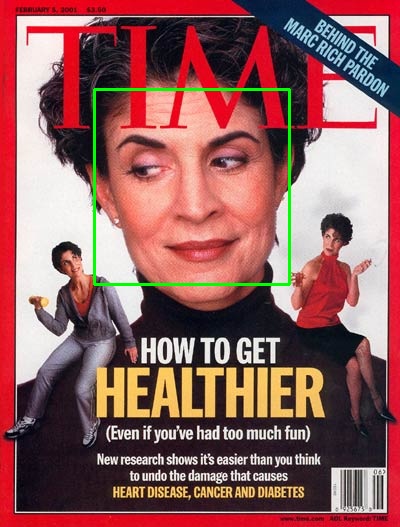 FEBRUARY 5, 2001 $3.50
TIME
BEHIND THE
MARC RICH PARDON
HOW TO GET
HEALTHIER
(Even if you've had too much fun)
New research shows it's easier than you think
to undo the damage that causes
HEART DISEASE, CANCER AND DIABETES
06
www.time.com AOL Keyword: TIME